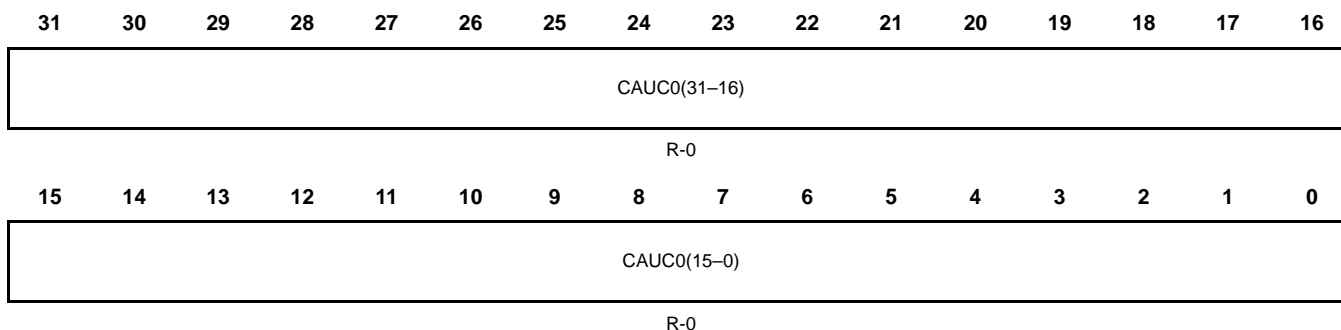 31 30 29 28 27 26 25 24 23 22 21 20 19 18 17 16
CAUC0(31–16)
R-0
15 14 13 12 11 10 9 8 7 6 5 4 3 2 1 0
CAUC0(15–0)
R-0